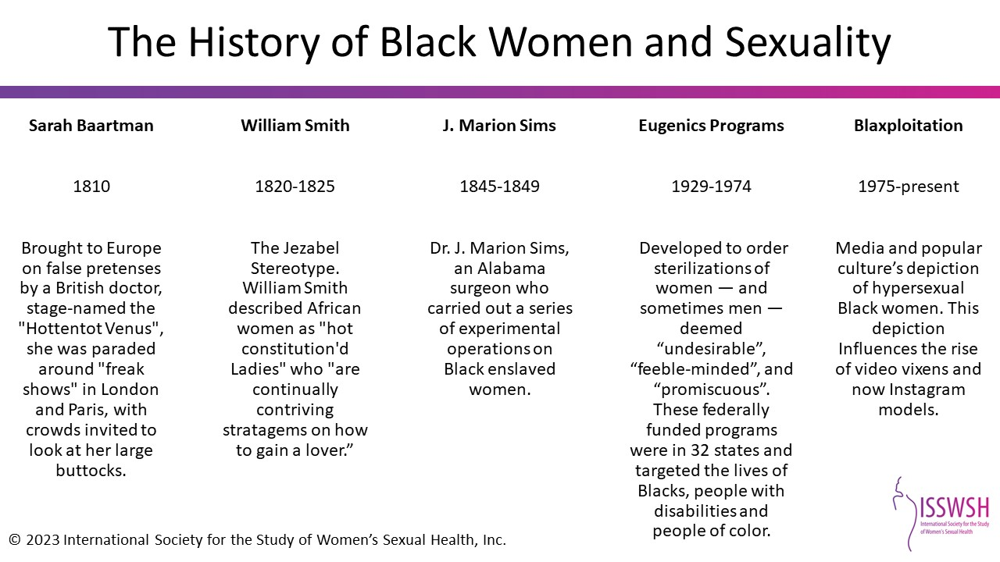 The History of Black Women and Sexuality
Sarah Baartman
1810
Brought to Europe
on false pretenses
by a British doctor,
stage-named the
"Hottentot Venus",
she was paraded
around "freak
shows" in London
and Paris, with
crowds invited to
look at her large
buttocks.
William Smith
1820-1825
The Jezabel
Stereotype.
William Smith
described African
women as "hot
constitution'd
Ladies" who "are
continually
contriving
stratagems on how
to gain a lover.”
J. Marion Sims
1845-1849
Dr. J. Marion Sims,
an Alabama
surgeon who
carried out a series
of experimental
operations on
Black enslaved
women.
Eugenics Programs
1929-1974
Developed to order
sterilizations of
women — and
sometimes men —
deemed
“undesirable”,
“feeble-minded”, and
“promiscuous”.
These federally
funded programs
were in 32 states and
targeted the lives of
Blacks, people with
disabilities and
people of color.
Blaxploitation
1975-present
Media and popular
culture’s depiction
of hypersexual
Black women. This
depiction
Influences the rise
of video vixens and
now Instagram
models.
ISSWSH
International Society for the Study
of Women's Sexual Health
© 2023 International Society for the Study of Women’s Sexual Health, Inc.